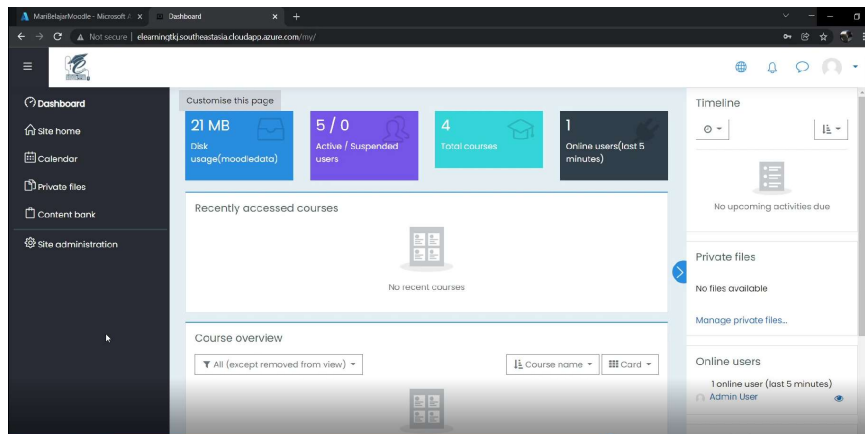 MariBelajarMoodle - Microsoft A
Dashboard
Not secure | elearningtkj.southeastasia.cloudapp.azure.com/my/
Dashboard
Site home
Calendar
Private files
Content bank
Site administration
Customise this page
21 MB
Disk
usage(moodledata)
5 / 0
Active / Suspended
users
4
Total courses
1
Online users(last 5
minutes)
Recently accessed courses
No recent courses
Course overview
All (except removed from view)
Course name
Card
Timeline
No upcoming activities due
Private files
No files available
Manage private files...
Online users
1 online user (last 5 minutes)
Admin User